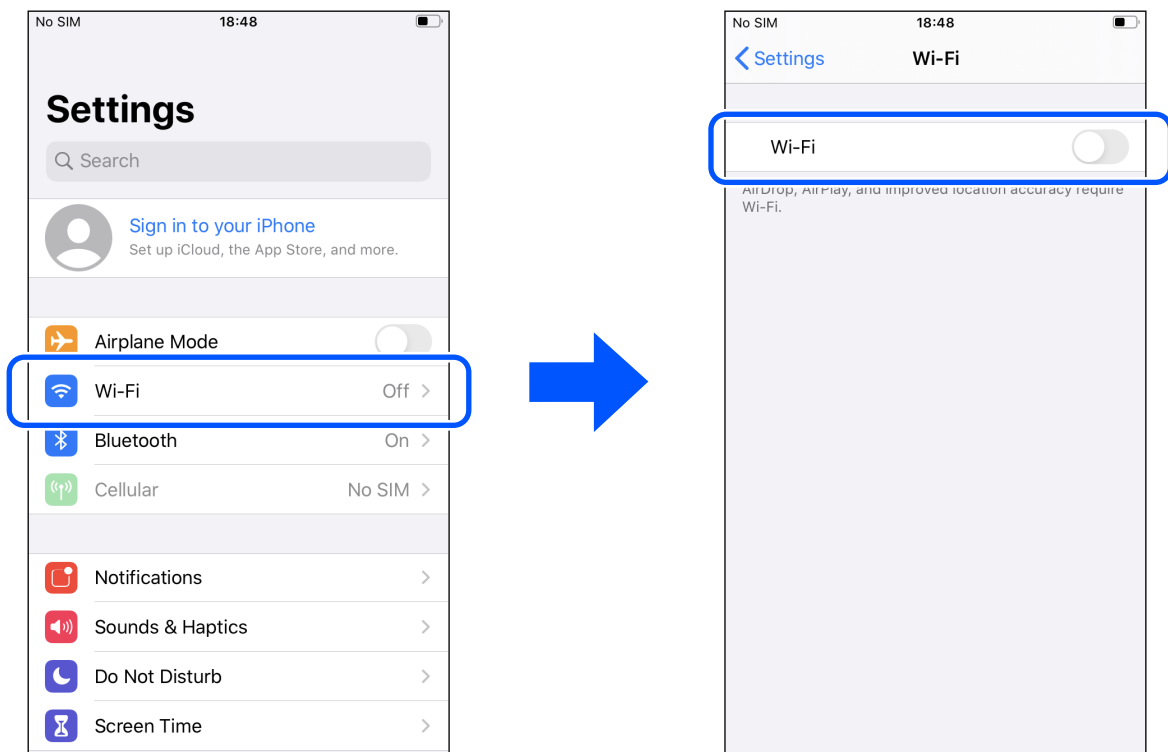 No SIM 18:48
Settings
Search
Sign in to your iPhone
Set up iCloud, the App Store, and more.
Airplane Mode
Wi-Fi Off
Bluetooth On
Cellular No SIM
Notifications
Sounds & Haptics
Do Not Disturb
Screen Time
No SIM 18:48
Settings Wi-Fi
Wi-Fi
AirDrop, AirPlay, and improved location accuracy require
Wi-Fi.